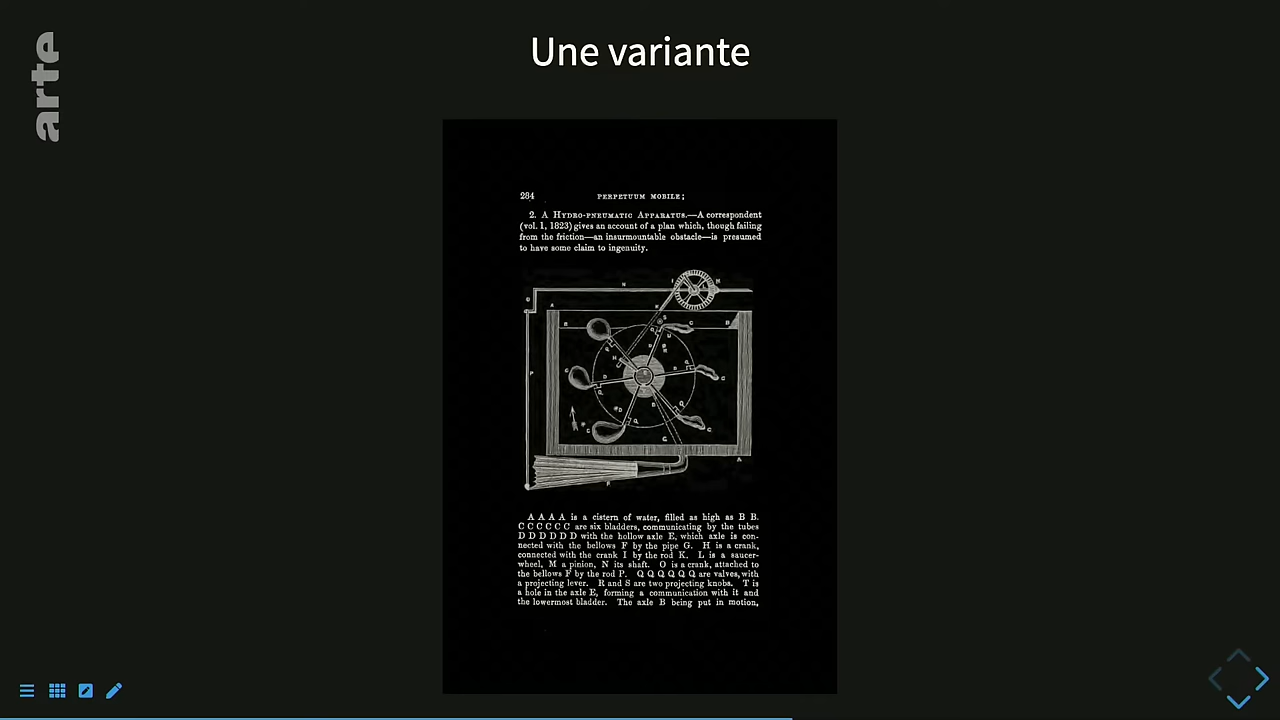 arte
Une variante
284 PERPETUUM MOBILE;
2. A HYDRO-PNEUMATIC APPARATUS.—A correspondent
(vol. 1, 1823) gives an account of a plan which, though failing
from the friction—an insurmountable obstacle—is presumed
to have some claim to ingenuity.
A A A A is a cistern of water, filled as high as B B.
C C C C C C are six bladders, communicating by the tubes
D D D D D D with the hollow axle E, which axle is con-
nected with the bellows F by the pipe G. H is a crank,
connected with the crank I by the rod K. L is a saucer-
wheel, M a pinion, N its shaft. O is a crank, attached to
the bellows F by the rod P. Q Q Q Q Q Q are valves, with
a projecting lever. R and S are two projecting knobs. T is
a hole in the axle E, forming a communication with it and
the lowermost bladder. The axle B being put in motion,